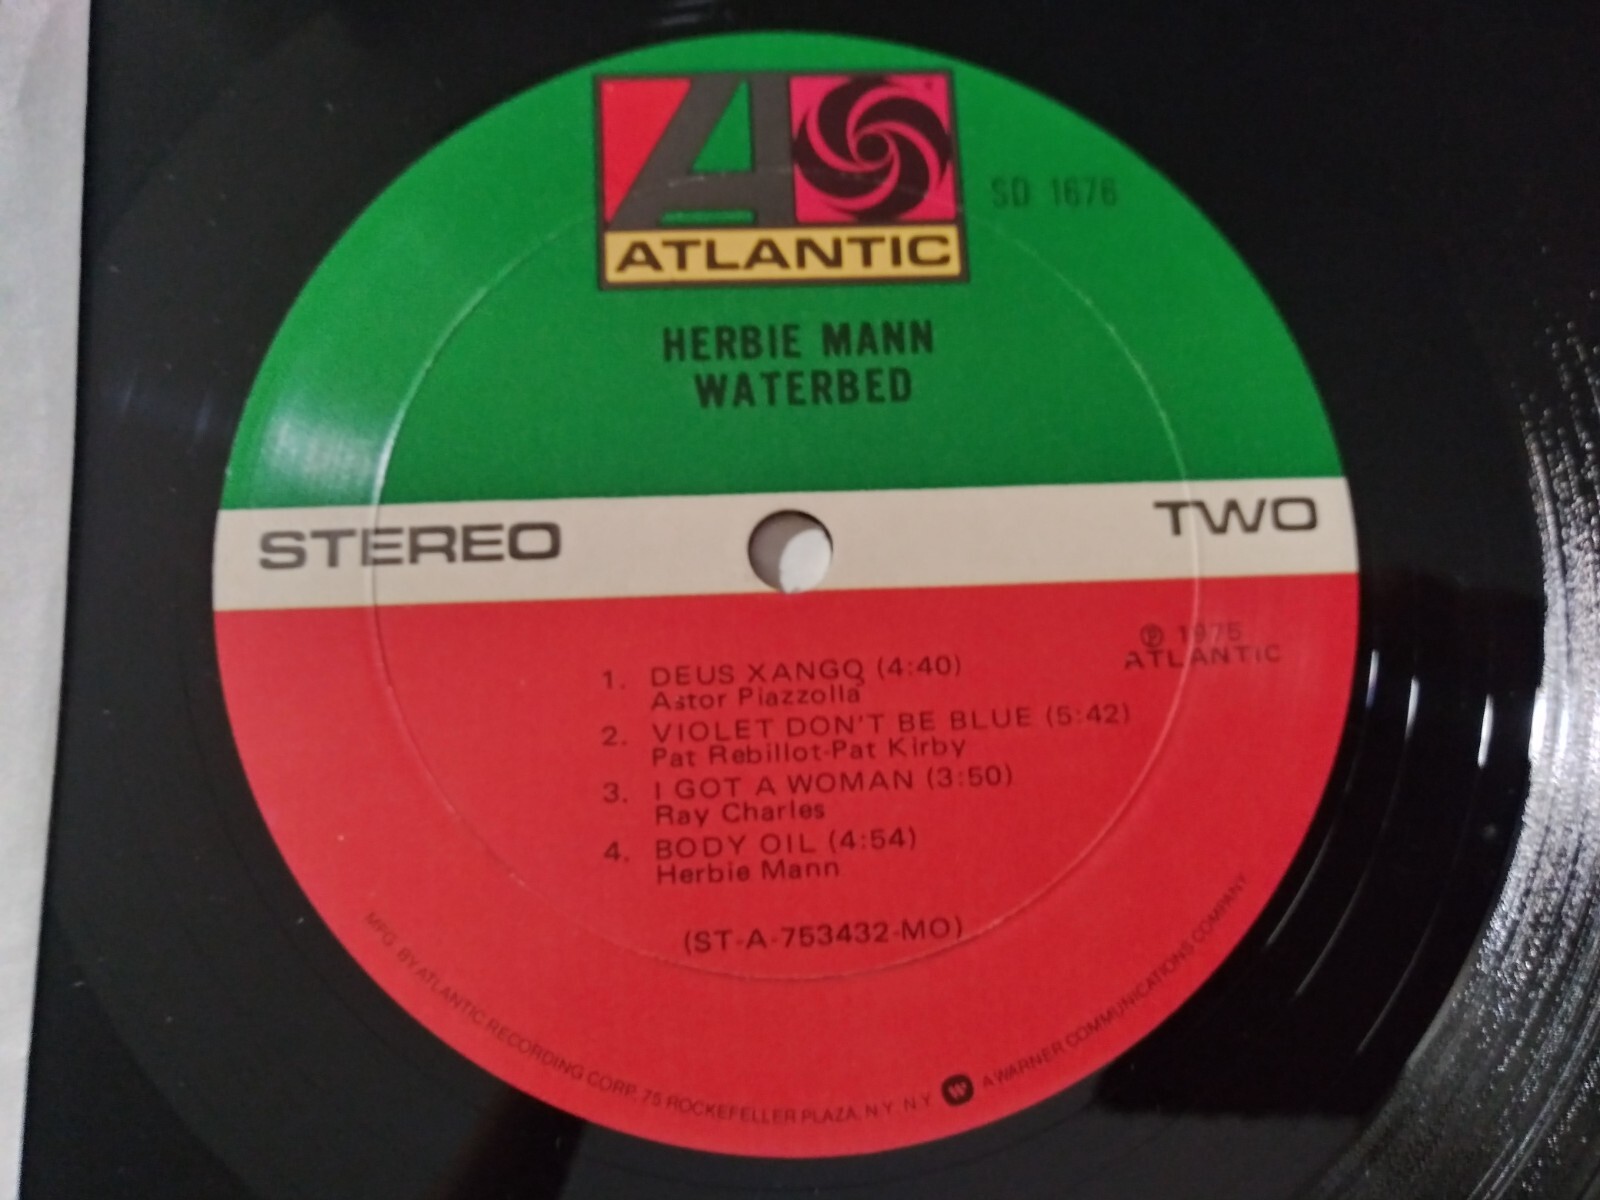 ATLANTIC
SD 1676
HERBIE MANN
WATERBED
STEREO
TWO
℗ 1975
ATLANTIC
1. DEUS XANGO (4:40)
Astor Piazzolla
2. VIOLET DON'T BE BLUE (5:42)
Pat Rebillot-Pat Kirby
3. I GOT A WOMAN (3:50)
Ray Charles
4. BODY OIL (4:54)
Herbie Mann
(ST-A-753432-MO)
MFG. BY ATLANTIC RECORDING CORP. 75 ROCKEFELLER PLAZA, N.Y. N.Y. W A WARNER COMMUNICATIONS COMPANY